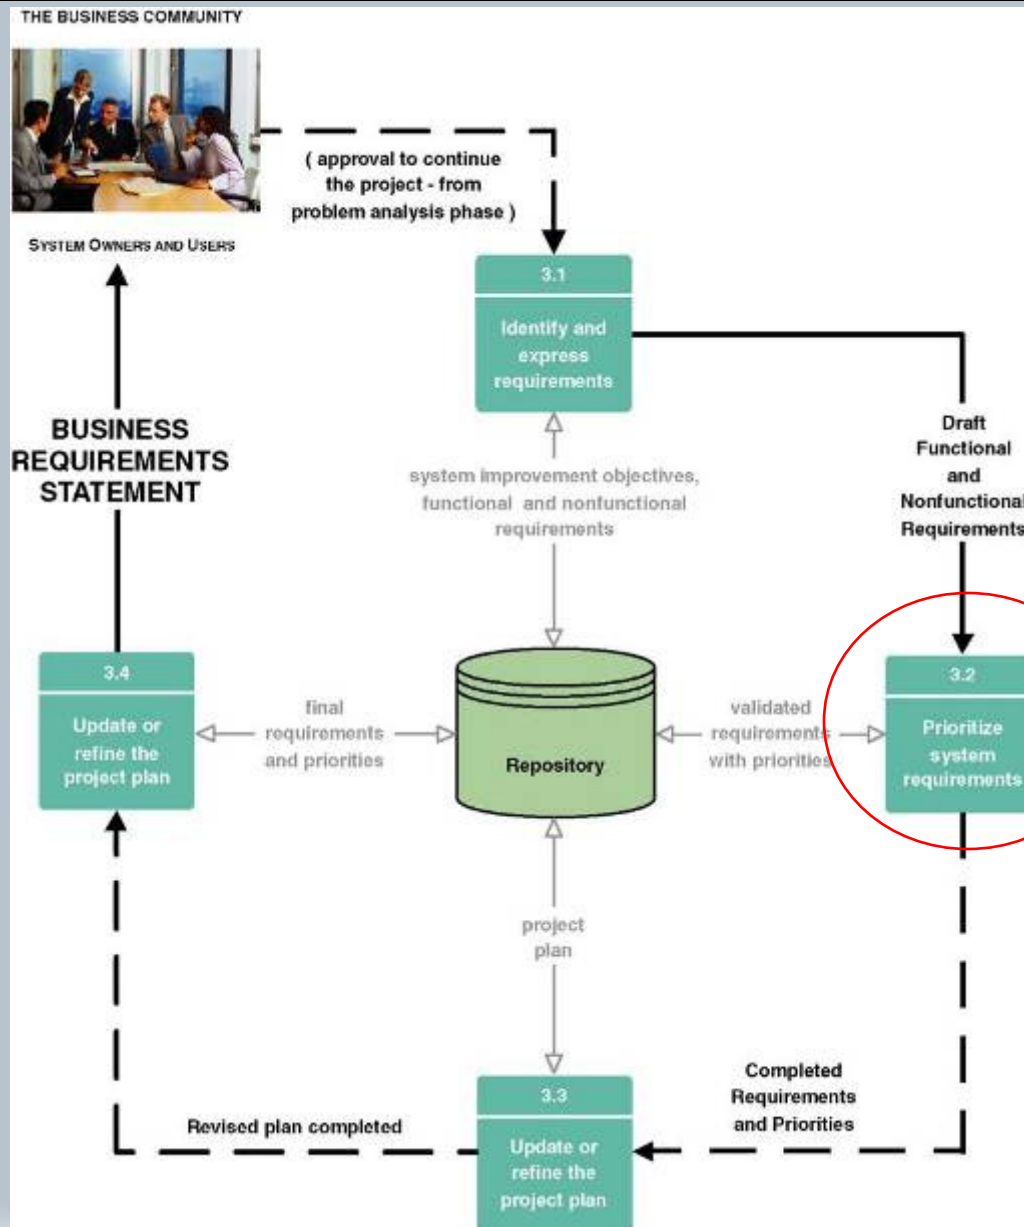 THE BUSINESS COMMUNITY
( approval to continue
the project - from
problem analysis phase )
SYSTEM OWNERS AND USERS
3.1
Identify and
express
requirements
BUSINESS
REQUIREMENTS
STATEMENT
Draft
Functional
and
Nonfunctional
Requirements
system improvement objectives,
functional and nonfunctional
requirements
3.4
Update or
refine the
project plan
final
requirements
and priorities
Repository
validated
requirements
with priorities
3.2
Prioritize
system
requirements
project
plan
Completed
Requirements
and Priorities
Revised plan completed
3.3
Update or
refine the
project plan